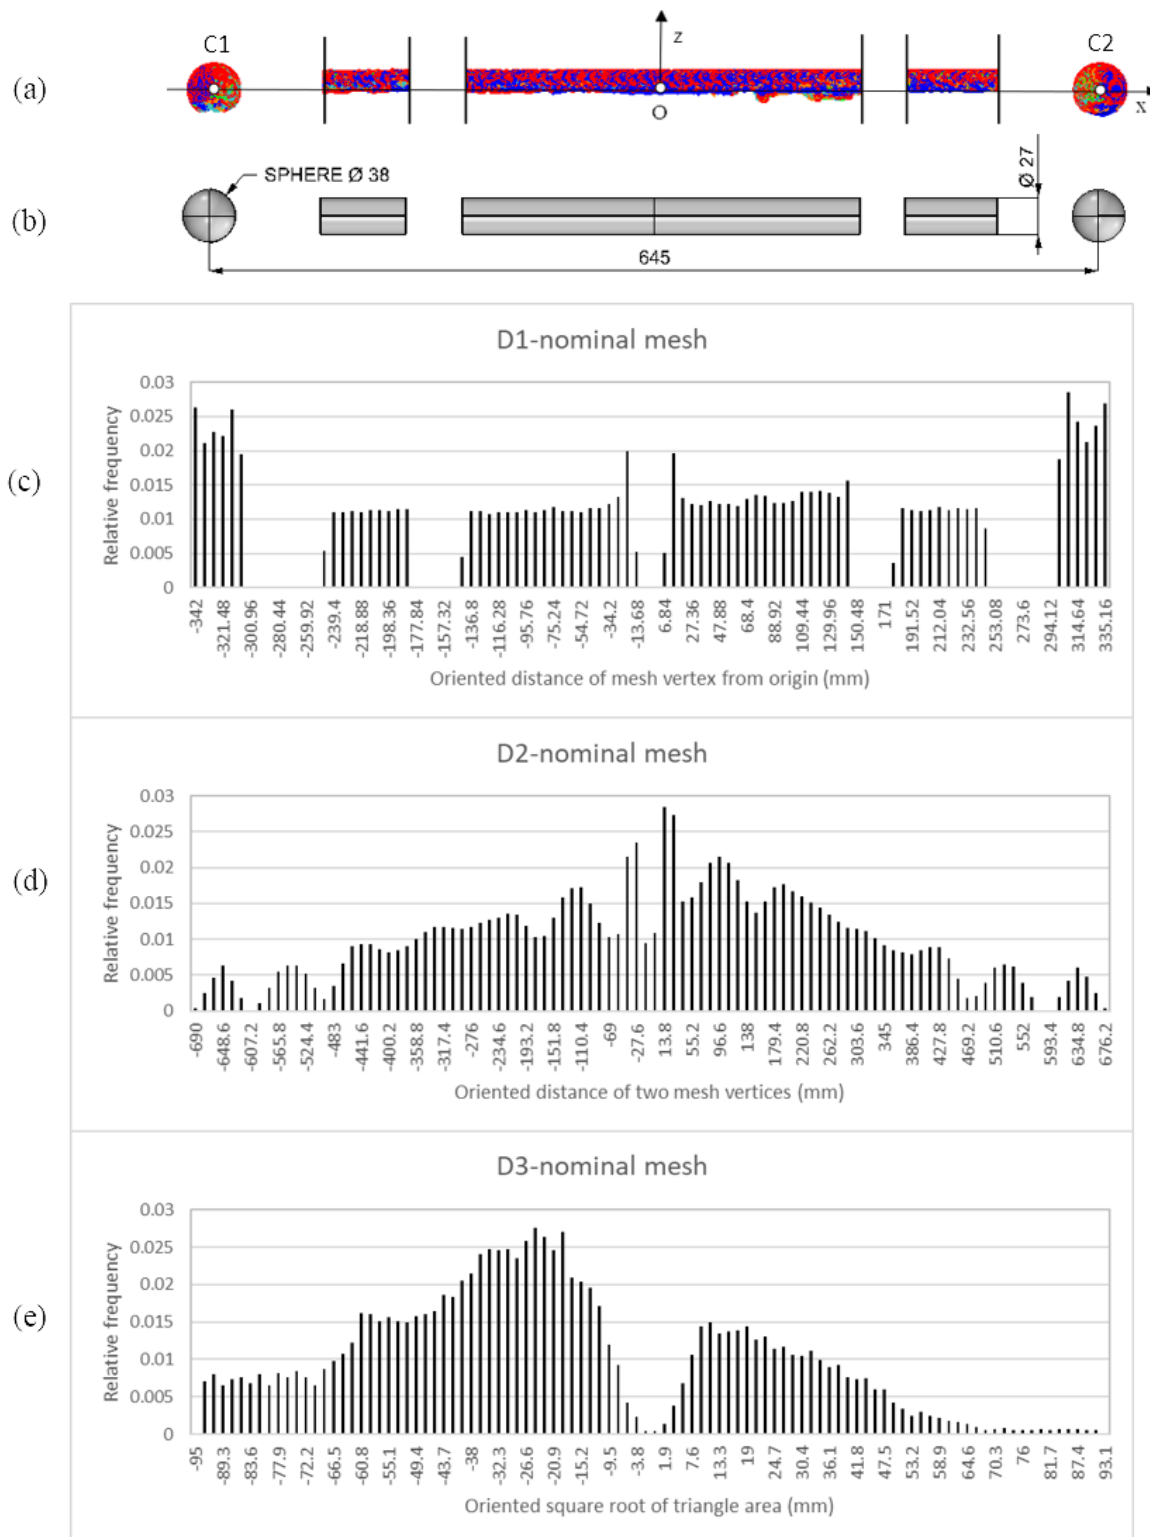 C1
C2
z
(a)
O
x
SPHERE Ø 38
Ø 27
(b)
645
D1-nominal mesh
(c)
Relative frequency
0.03
0.025
0.02
0.015
0.01
0.005
0
-342 -321.48 -300.96 -280.44 -259.92 -239.4 -218.88 -198.36 -177.84 -157.32 -136.8 -116.28 -95.76 -75.24 -54.72 -34.2 -13.68 6.84 27.36 47.88 68.4 88.92 109.44 129.96 150.48 171 191.52 212.04 232.56 253.08 273.6 294.12 314.64 335.16
Oriented distance of mesh vertex from origin (mm)
D2-nominal mesh
(d)
Relative frequency
0.03
0.025
0.02
0.015
0.01
0.005
0
-690 -648.6 -607.2 -565.8 -524.4 -483 -441.6 -400.2 -358.8 -317.4 -276 -234.6 -193.2 -151.8 -110.4 -69 -27.6 13.8 55.2 96.6 138 179.4 220.8 262.2 303.6 345 386.4 427.8 469.2 510.6 552 593.4 634.8 676.2
Oriented distance of two mesh vertices (mm)
D3-nominal mesh
(e)
Relative frequency
0.03
0.025
0.02
0.015
0.01
0.005
0
-95 -89.3 -83.6 -77.9 -72.2 -66.5 -60.8 -55.1 -49.4 -43.7 -38 -32.3 -26.6 -20.9 -15.2 -9.5 -3.8 1.9 7.6 13.3 19 24.7 30.4 36.1 41.8 47.5 53.2 58.9 64.6 70.3 76 81.7 87.4 93.1
Oriented square root of triangle area (mm)